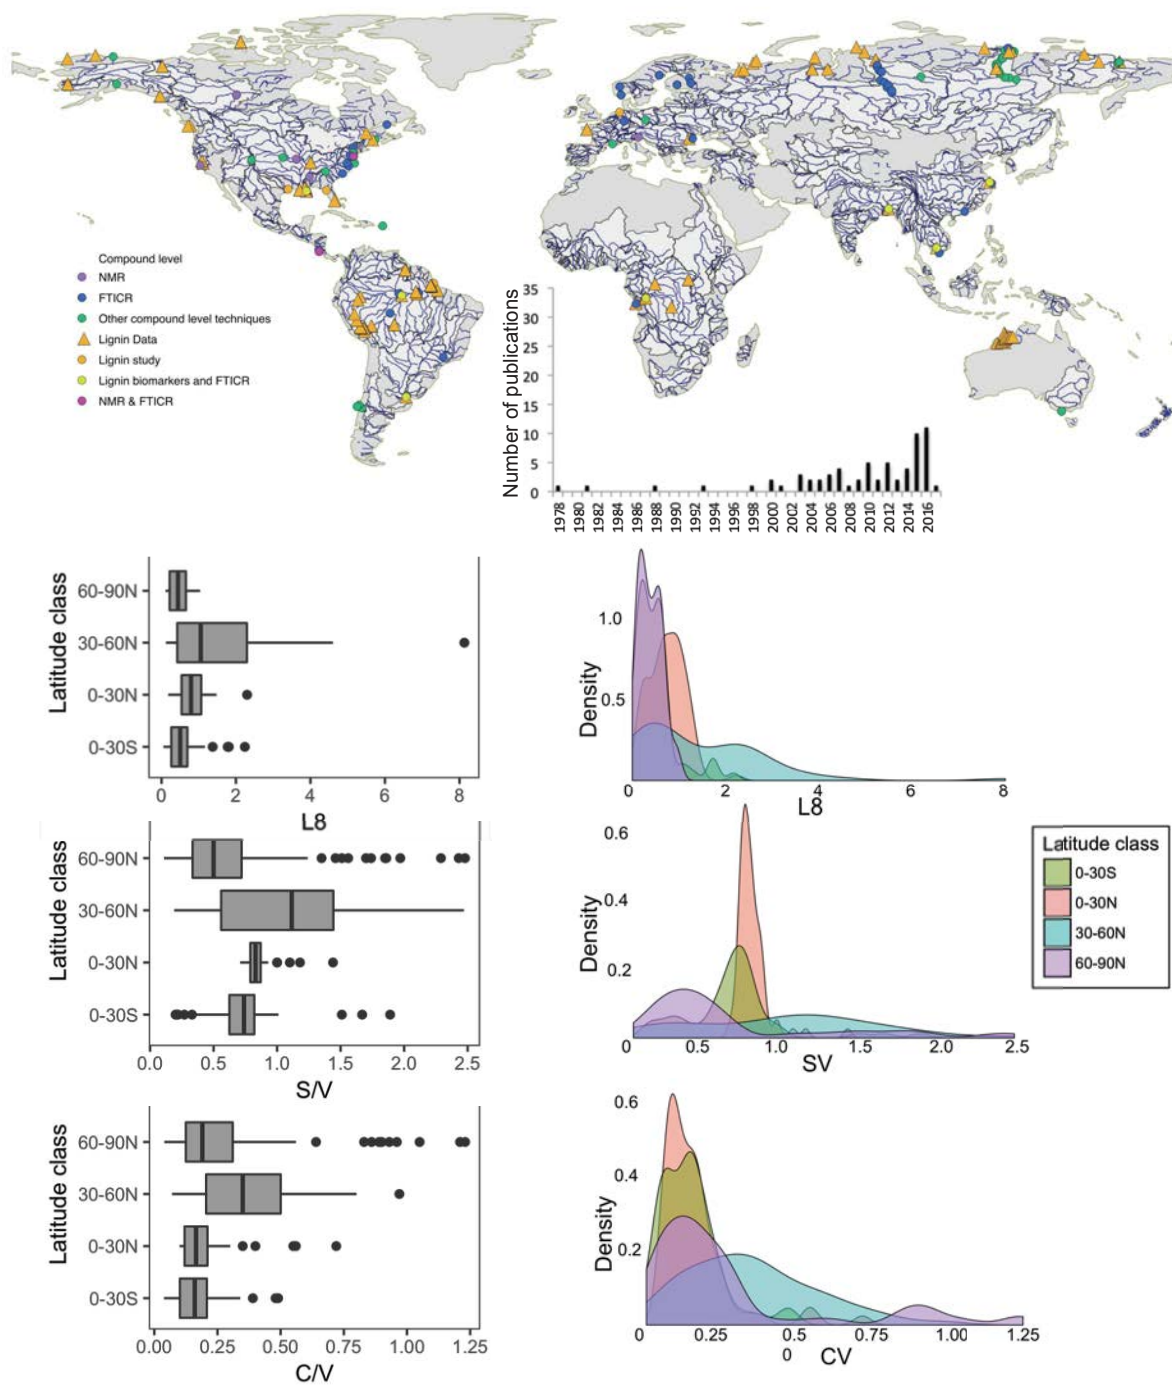 Compound level
NMR
FTICR
Other compound level techniques
Lignin Data
Lignin study
Lignin biomarkers and FTICR
NMR & FTICR
Number of publications
35
30
25
20
15
10
5
0
1978 1980 1982 1984 1986 1988 1990 1992 1994 1996 1998 2000 2002 2004 2006 2008 2010 2012 2014 2016
Latitude class
60-90N
30-60N
0-30N
0-30S
0 2 4 6 8
L8
Density
1.0
0.5
0 2 4 6 8
L8
Latitude class
60-90N
30-60N
0-30N
0-30S
0.0 0.5 1.0 1.5 2.0 2.5
S/V
Density
0.6
0.4
0.2
0 0.5 1.0 1.5 2.0 2.5
SV
Latitude class
0-30S
0-30N
30-60N
60-90N
Latitude class
60-90N
30-60N
0-30N
0-30S
0.00 0.25 0.50 0.75 1.00 1.25
C/V
Density
0.6
0.4
0.2
0 0.25 0.5 0.75 1.00 1.25
0 CV